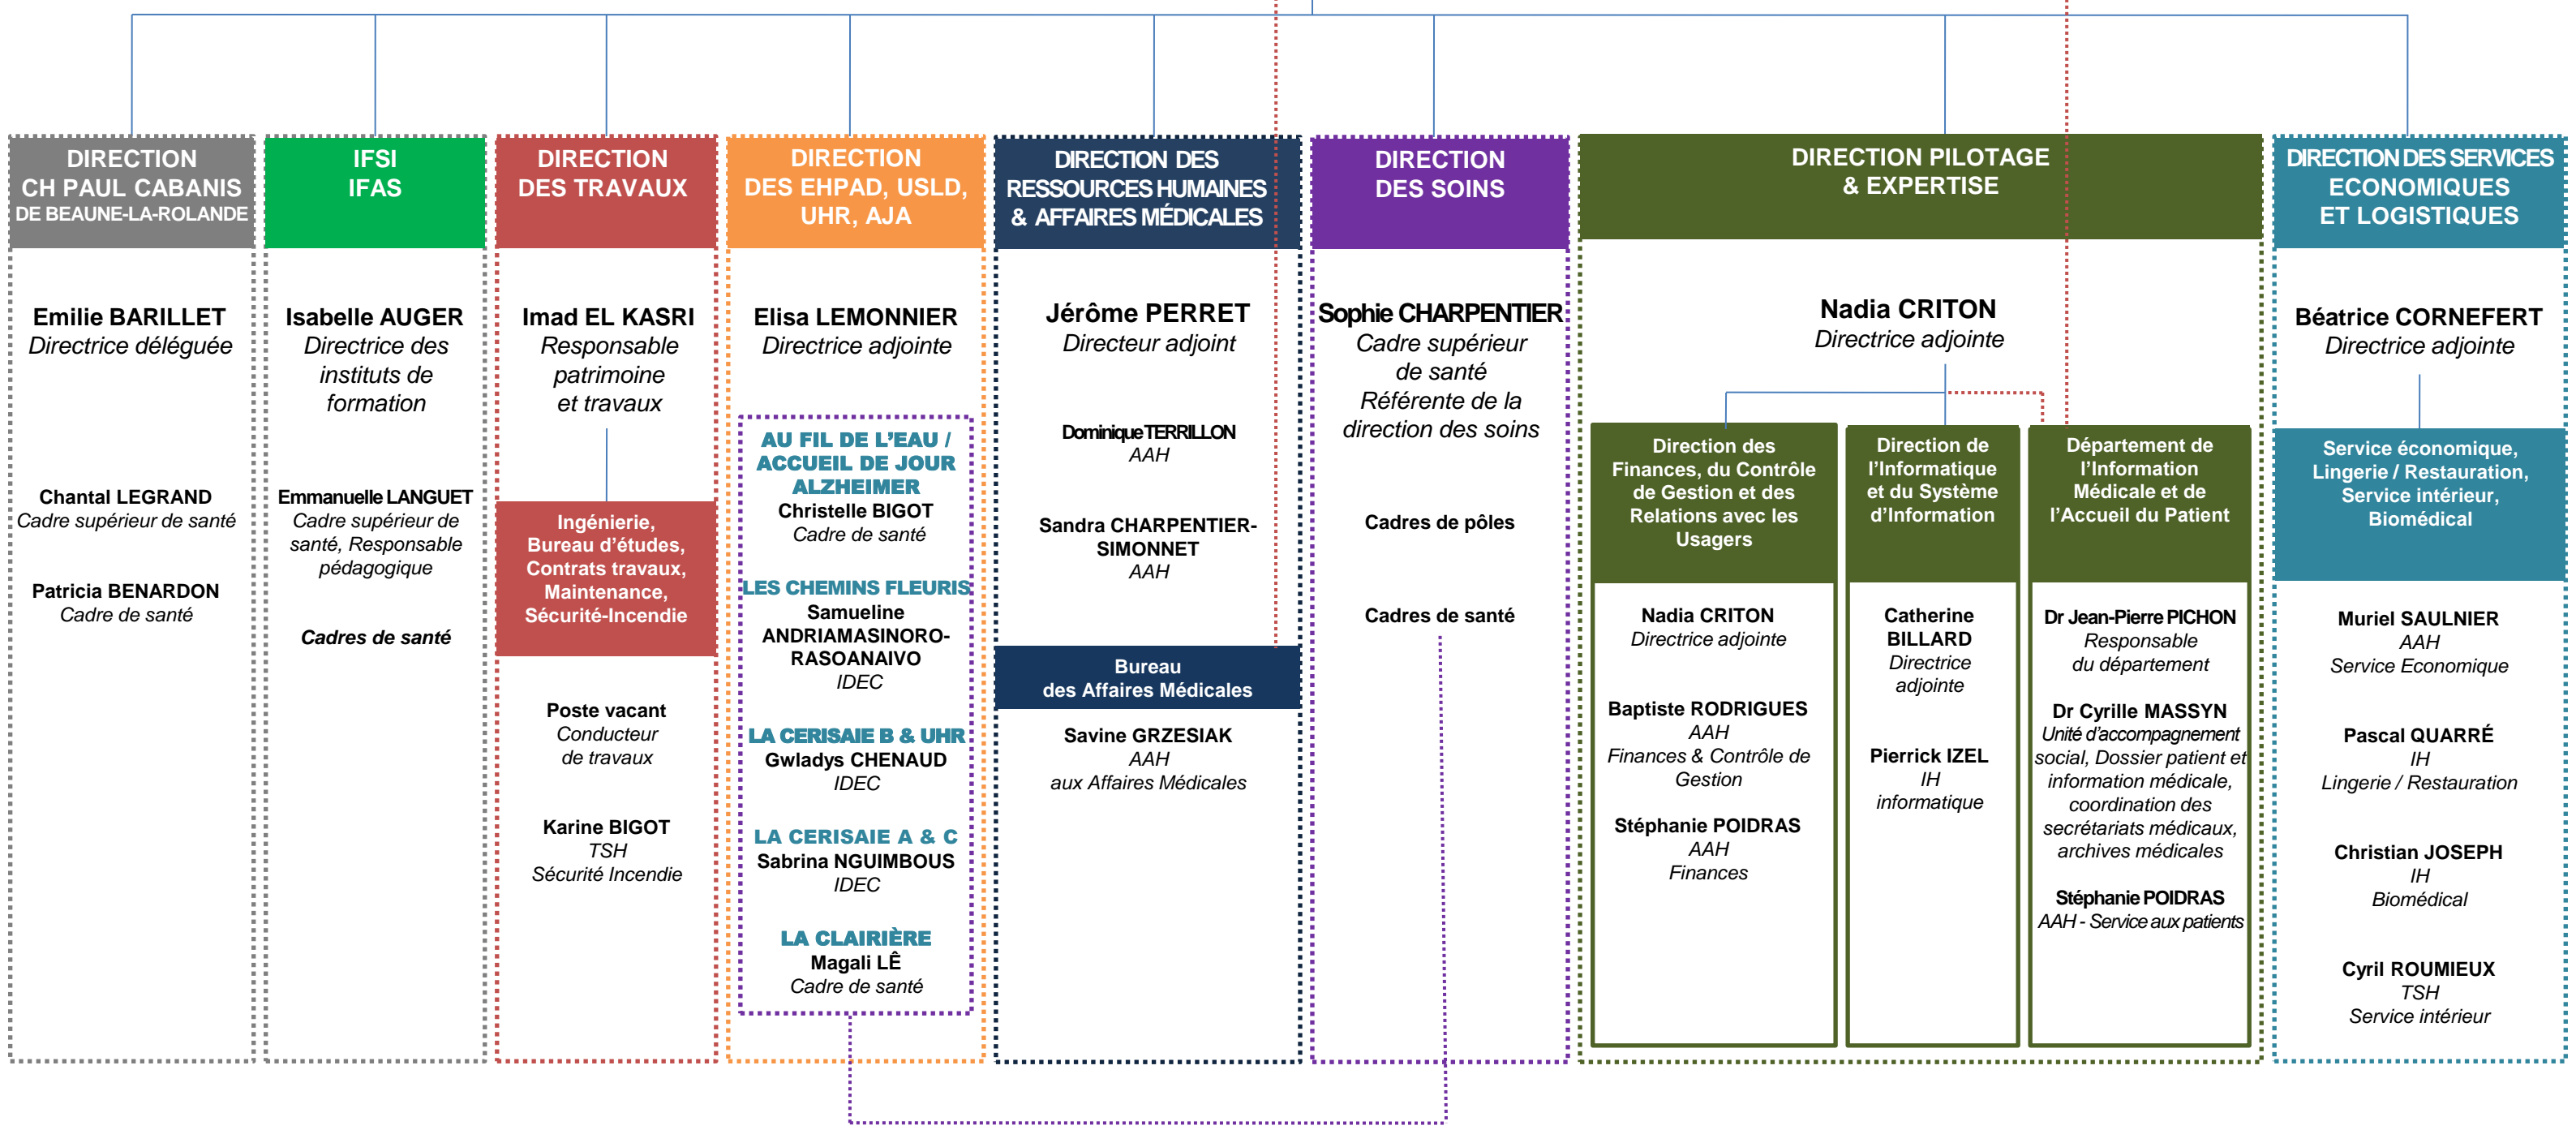 DIRECTION
CH PAUL CABANIS
DE BEAUNE-LA-ROLANDE
Emilie BARILLET
Directrice déléguée
Chantal LEGRAND
Cadre supérieur de santé
Patricia BENARDON
Cadre de santé
IFSI
IFAS
Isabelle AUGER
Directrice des
instituts de
formation
Emmanuelle LANGUET
Cadre supérieur de
santé, Responsable
pédagogique
Cadres de santé
DIRECTION
DES TRAVAUX
Imad EL KASRI
Responsable
patrimoine
et travaux
Ingénierie,
Bureau d'études,
Contrats travaux,
Maintenance,
Sécurité-Incendie
Poste vacant
Conducteur
de travaux
Karine BIGOT
TSH
Sécurité Incendie
DIRECTION
DES EHPAD, USLD,
UHR, AJA
Elisa LEMONNIER
Directrice adjointe
AU FIL DE L'EAU /
ACCUEIL DE JOUR
ALZHEIMER
Christelle BIGOT
Cadre de santé
LES CHEMINS FLEURIS
Samueline
ANDRIAMASINORO-
RASOANAIVO
IDEC
LA CERISAIE B & UHR
Gwladys CHENAUD
IDEC
LA CERISAIE A & C
Sabrina NGUIMBOUS
IDEC
LA CLAIRIÈRE
Magali LÊ
Cadre de santé
DIRECTION DES
RESSOURCES HUMAINES
& AFFAIRES MÉDICALES
Jérôme PERRET
Directeur adjoint
Dominique TERRILLON
AAH
Sandra CHARPENTIER-
SIMONNET
AAH
Bureau
des Affaires Médicales
Savine GRZESIAK
AAH
aux Affaires Médicales
DIRECTION
DES SOINS
Sophie CHARPENTIER
Cadre supérieur
de santé
Référente de la
direction des soins
Cadres de pôles
Cadres de santé
DIRECTION PILOTAGE
& EXPERTISE
Nadia CRITON
Directrice adjointe
Direction des
Finances, du Contrôle
de Gestion et des
Relations avec les
Usagers
Nadia CRITON
Directrice adjointe
Baptiste RODRIGUES
AAH
Finances & Contrôle de
Gestion
Stéphanie POIDRAS
AAH
Finances
Direction de
l'Informatique
et du Système
d'Information
Catherine
BILLARD
Directrice
adjointe
Pierrick IZEL
IH
informatique
Département de
l'Information
Médicale et de
l'Accueil du Patient
Dr Jean-Pierre PICHON
Responsable
du département
Dr Cyrille MASSYN
Unité d'accompagnement
social, Dossier patient et
information médicale,
coordination des
secrétariats médicaux,
archives médicales
Stéphanie POIDRAS
AAH - Service aux patients
DIRECTION DES SERVICES
ECONOMIQUES
ET LOGISTIQUES
Béatrice CORNEFERT
Directrice adjointe
Service économique,
Lingerie / Restauration,
Service intérieur,
Biomédical
Muriel SAULNIER
AAH
Service Economique
Pascal QUARRÉ
IH
Lingerie / Restauration
Christian JOSEPH
IH
Biomédical
Cyril ROUMIEUX
TSH
Service intérieur